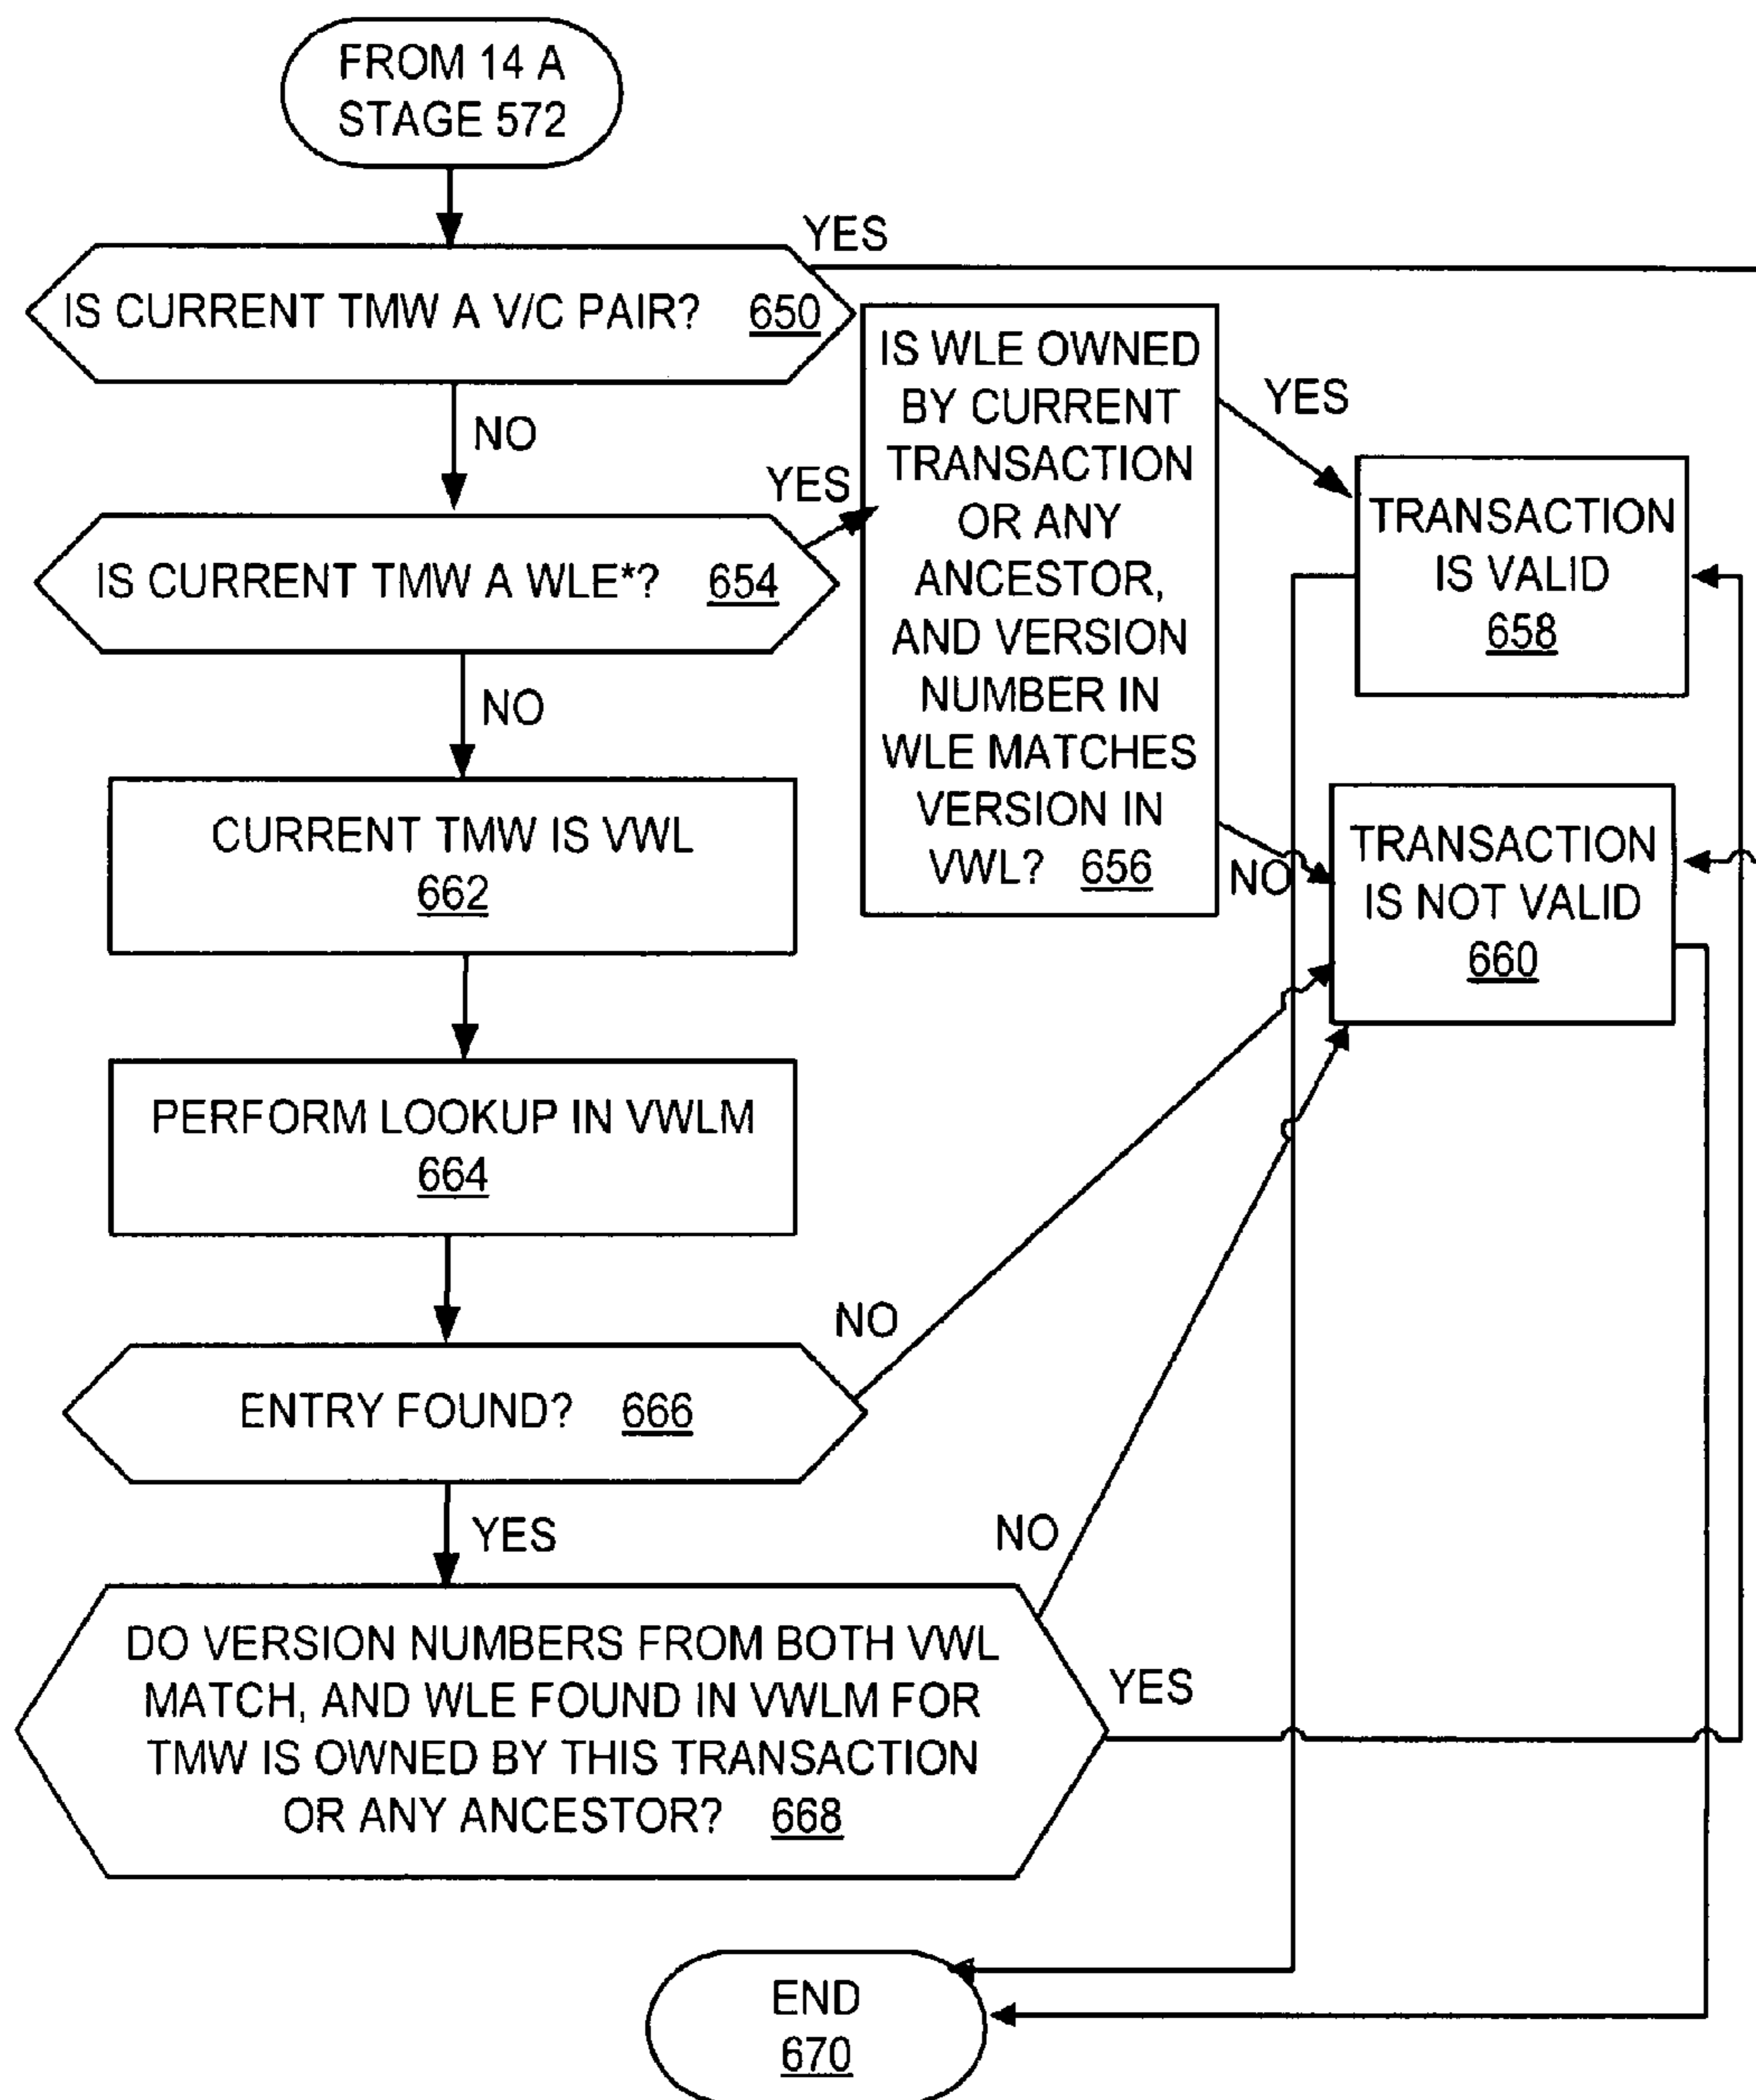 FROM 14 A
STAGE 572
YES
IS CURRENT TMW A V/C PAIR? 650
NO
YES
IS CURRENT TMW A WLE*? 654
IS WLE OWNED
BY CURRENT
TRANSACTION
OR ANY
ANCESTOR,
AND VERSION
NUMBER IN
WLE MATCHES
VERSION IN
VWL? 656
YES
TRANSACTION
IS VALID
658
NO
TRANSACTION
IS NOT VALID
660
NO
CURRENT TMW IS VWL
662
PERFORM LOOKUP IN VWLM
664
NO
ENTRY FOUND? 666
YES
NO
DO VERSION NUMBERS FROM BOTH VWL
MATCH, AND WLE FOUND IN VWLM FOR
TMW IS OWNED BY THIS TRANSACTION
OR ANY ANCESTOR? 668
YES
END
670